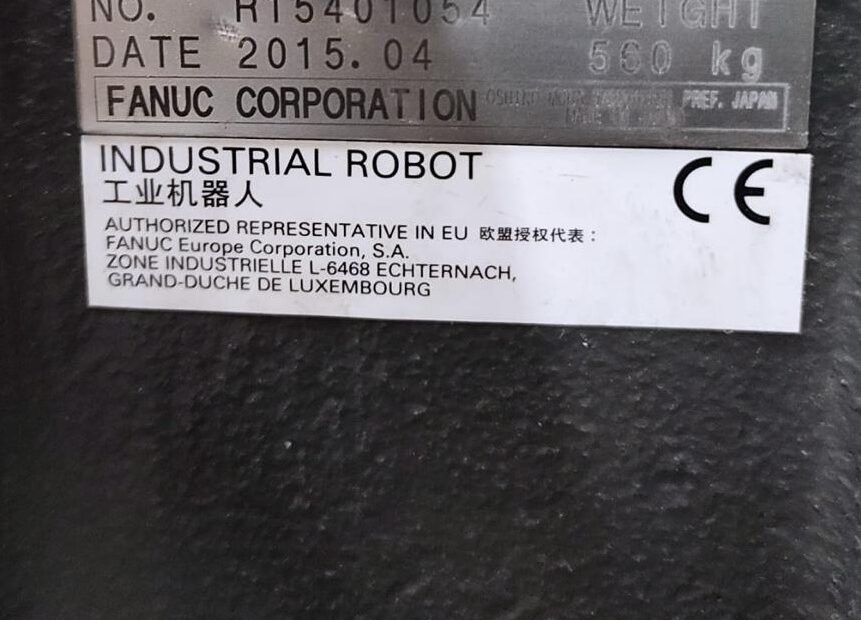 NO. R15401054 WEIGHT
DATE 2015.04 560 kg
FANUC CORPORATION PREF. JAPAN
INDUSTRIAL ROBOT CE
工业机器人
AUTHORIZED REPRESENTATIVE IN EU 欧盟授权代表：
FANUC Europe Corporation, S.A.
ZONE INDUSTRIELLE L-6468 ECHTERNACH,
GRAND-DUCHE DE LUXEMBOURG